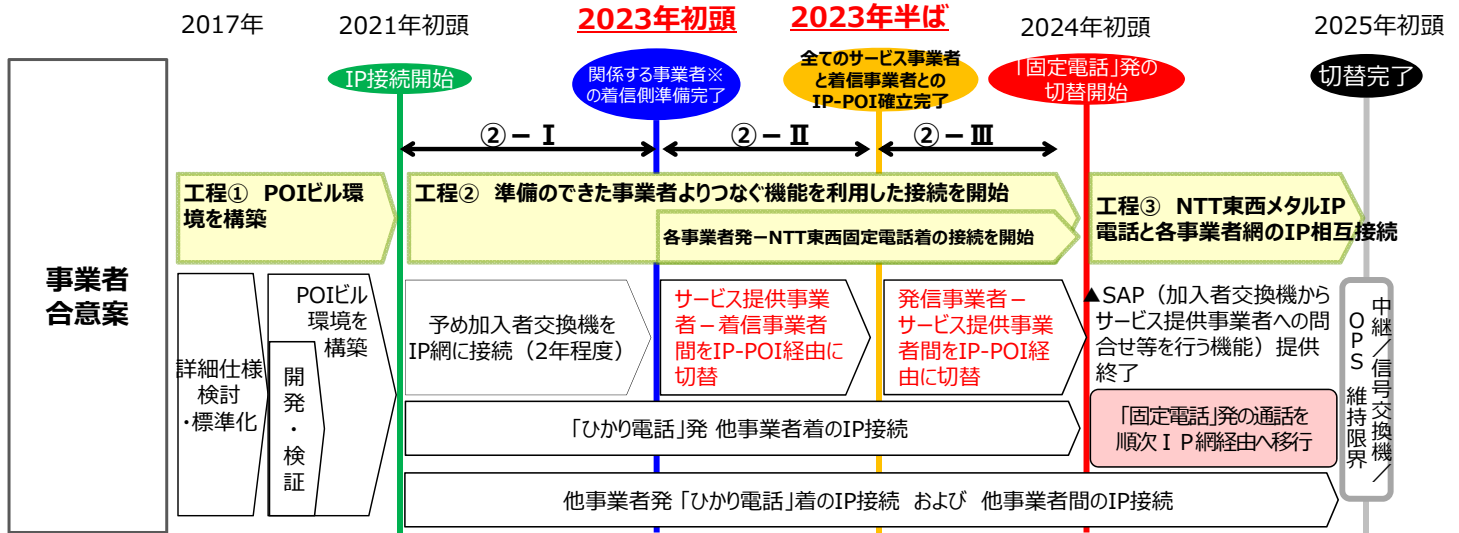 2017年
2021年初頭
2023年初頭
2023年半ば
2024年初頭
2025年初頭
IP接続開始
関係する事業者※
の着信側準備完了
全てのサービス事業者
と着信事業者との
IP-POI確立完了
「固定電話」発の
切替開始
切替完了
②－Ⅰ
②－Ⅱ
②－Ⅲ
事業者
合意案
工程① POIビル環
境を構築
工程② 準備のできた事業者よりつなぐ機能を利用した接続を開始
各事業者発－NTT東西固定電話着の接続を開始
工程③ NTT東西メタルIP
電話と各事業者網のIP相互接続
詳細仕様
検討
・標準化
POIビル
環境を
構築
開発・検証
予め加入者交換機を
IP網に接続（2年程度）
サービス提供事業
者－着信事業者
間をIP-POI経由に
切替
発信事業者－
サービス提供事業
者間をIP-POI経
由に切替
▲SAP（加入者交換機から
サービス提供事業者への問
合せ等を行う機能）提供
終了
「ひかり電話」発 他事業者着のIP接続
「固定電話」発の通話を
順次ＩＰ網経由へ移行
他事業者発「ひかり電話」着のIP接続 および 他事業者間のIP接続
中継／信号交換機／
OPS 維持限界